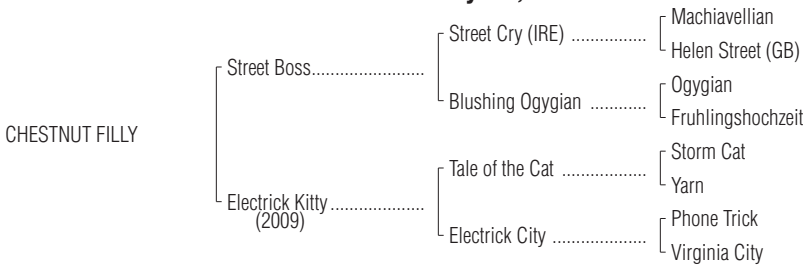 Machiavellian
Street Cry (IRE) ................
Helen Street (GB)
Street Boss........................
Ogygian
Blushing Ogygian ............
Fruhlingshochzeit
CHESTNUT FILLY
Storm Cat
Tale of the Cat ..................
Yarn
Electrick Kitty....................
(2009)
Phone Trick
Electrick City ....................
Virginia City